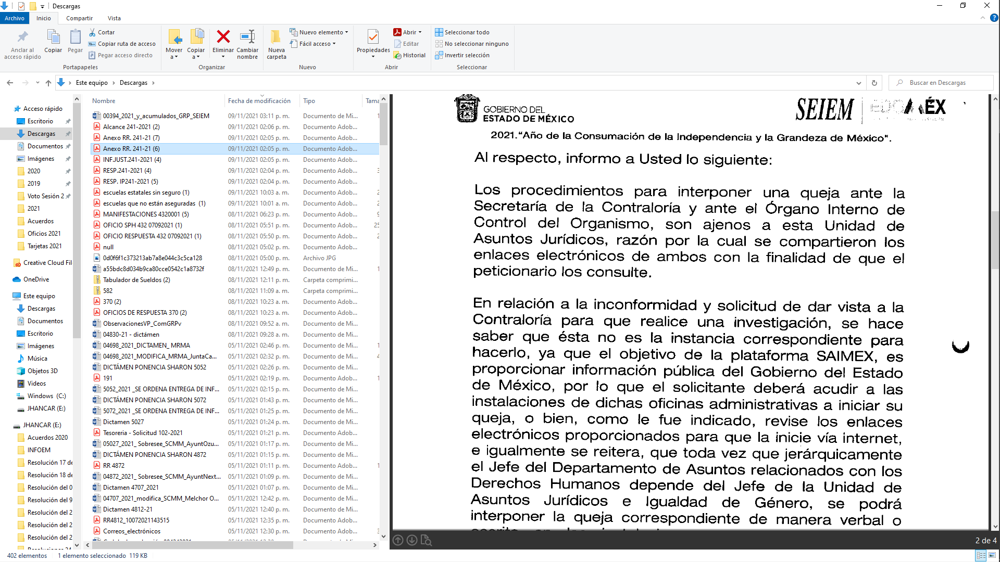 Descargas
Archivo Inicio Compartir Vista
Anclar al acceso rápido
Copiar
Pegar
Cortar
Copiar ruta de acceso
Pegar acceso directo
Portapapeles
Mover a
Copiar a
Eliminar
Cambiar nombre
Organizar
Nueva carpeta
Nuevo elemento
Fácil acceso
Nuevo
Propiedades
Abrir
Editar
Historial
Abrir
Seleccionar todo
No seleccionar ninguno
Invertir selección
Seleccionar
Este equipo > Descargas >
Buscar en Descargas
Acceso rápido
Escritorio
Descargas
Documentos
Imágenes
2020
2019
Voto Sesión 2
2021
Acuerdos
Oficios 2021
Tarjetas 2021
Creative Cloud Fil
OneDrive
Este equipo
Descargas
Documentos
Escritorio
Imágenes
Música
Objetos 3D
Videos
Windows (C:)
JHANCAR (E:)
JHANCAR (E:)
Acuerdos 2020
INFOEM
Resolución 17 de
Resolución 18 de
Resolución del 0
Resolución del 9
Resolución del 2
Resolución del 2
Resolución del 2
Nombre Fecha de modificación Tipo Tama
00394_2021_y_acumulados_GRP_SEIEM 09/11/2021 03:11 p. m. Documento de Mi... 1
Alcance 241-2021 (2) 09/11/2021 02:06 p. m. Documento Adob...
Anexo RR. 241-21 (7) 09/11/2021 02:05 p. m. Documento Adob...
Anexo RR. 241-21 (6) 09/11/2021 02:05 p. m. Documento Adob...
INF.JUST.241-2021 (4) 09/11/2021 02:05 p. m. Documento Adob...
RESP.241-2021 (4) 09/11/2021 02:04 p. m. Documento Adob... 3
RESP. IP241-2021 (5) 09/11/2021 02:04 p. m. Documento Adob...
escuelas estatales sin seguro (1) 09/11/2021 10:03 a. m. Documento Adob... 2
escuelas que no están aseguradas (1) 09/11/2021 10:01 a. m. Documento Adob... 2
MANIFESTACIONES 4320001 (5) 08/11/2021 06:23 p. m. Documento Adob... 9
OFICIO SPH 432 07092021 (1) 08/11/2021 05:51 p. m. Documento Adob... 25
OFICIO RESPUESTA 432 07092021 (1) 08/11/2021 05:50 p. m. Documento Adob... 2
null 08/11/2021 05:02 p. m. Documento Adob...
0d0f6f1c373213ab7a8e044c3c5ca128 08/11/2021 05:00 p. m. Archivo JPG
a55bdc8d034b9ca80cce0542c1a8732f 08/11/2021 12:49 p. m. Documento de Mi... 1
Tabulador de Sueldos (2) 08/11/2021 12:11 p. m. Carpeta comprimi...
582 08/11/2021 11:09 a. m. Carpeta comprimi...
370 (2) 08/11/2021 10:23 a. m. Documento Adob...
OFICIOS DE RESPUESTA 370 (2) 08/11/2021 10:23 a. m. Documento Adob...
ObservacionesVP_ComGRPv 08/11/2021 09:52 a. m. Documento de Mi...
04830-21 - dictámen 08/11/2021 09:28 a. m. Documento de Mi...
04698_2021_DICTAMEN_ MRMA 05/11/2021 02:46 p. m. Documento de Mi... 1
04698_2021_MODIFICA_MRMA_JuntaCa... 05/11/2021 02:32 p. m. Documento de Mi... 4
DICTÁMEN PONENCIA SHARON 5052 05/11/2021 02:26 p. m. Documento de Mi...
191 05/11/2021 02:19 p. m. Documento Adob... 1
5052_2021 _SE ORDENA ENTREGA DE INF... 05/11/2021 02:15 p. m. Documento de Mi...
DICTÁMEN PONENCIA SHARON 5072 05/11/2021 01:43 p. m. Documento de Mi...
5072_2021 _SE ORDENA ENTREGA DE INF... 05/11/2021 01:25 p. m. Documento de Mi...
Dictamen 5027 05/11/2021 01:24 p. m. Documento de Mi...
Tesoreria - Solicitud 102-2021 05/11/2021 01:21 p. m. Documento Adob...
05027_2021_ Sobresee_SCMM_AyuntOzu... 05/11/2021 01:17 p. m. Documento de Mi...
DICTÁMEN PONENCIA SHARON 4872 05/11/2021 01:15 p. m. Documento de Mi...
RR 4872 05/11/2021 01:11 p. m. Documento Adob... 1
04872_2021_ Sobresee_SCMM_AyuntNext... 05/11/2021 01:09 p. m. Documento de Mi...
Dictamen 4707_2021 05/11/2021 01:07 p. m. Documento de Mi...
04707_2021_modifica_SCMM_Melchor O... 05/11/2021 12:42 p. m. Documento de Mi...
Dictamen 4812-21 05/11/2021 12:40 p. m. Documento de Mi...
RR4812_10072021143515 05/11/2021 12:35 p. m. Documento Adob...
Correos_electrónicos 05/11/2021 12:30 p. m. Documento Adob... 3
GOBIERNO DEL
ESTADO DE MÉXICO
SEIEM EDOMÉX
2021.“Año de la Consumación de la Independencia y la Grandeza de México".
Al respecto, informo a Usted lo siguiente:
Los procedimientos para interponer una queja ante la
Secretaría de la Contraloría y ante el Órgano Interno de
Control del Organismo, son ajenos a esta Unidad de
Asuntos Jurídicos, razón por la cual se compartieron los
enlaces electrónicos de ambos con la finalidad de que el
peticionario los consulte.
En relación a la inconformidad y solicitud de dar vista a la
Contraloría para que realice una investigación, se hace
saber que ésta no es la instancia correspondiente para
hacerlo, ya que el objetivo de la plataforma SAIMEX, es
proporcionar información pública del Gobierno del Estado
de México, por lo que el solicitante deberá acudir a las
instalaciones de dichas oficinas administrativas a iniciar su
queja, o bien, como le fue indicado, revise los enlaces
electrónicos proporcionados para que la inicie vía internet,
e igualmente se reitera, que toda vez que jerárquicamente
el Jefe del Departamento de Asuntos relacionados con los
Derechos Humanos depende del Jefe de la Unidad de
Asuntos Jurídicos e Igualdad de Género, se podrá
interponer la queja correspondiente de manera verbal o
2 de 4
402 elementos 1 elemento seleccionado 119 KB